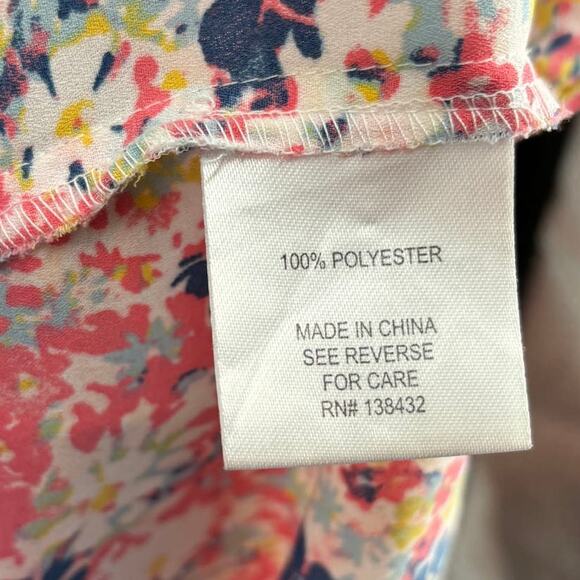 100% POLYESTER
MADE IN CHINA
SEE REVERSE
FOR CARE
RN# 138432